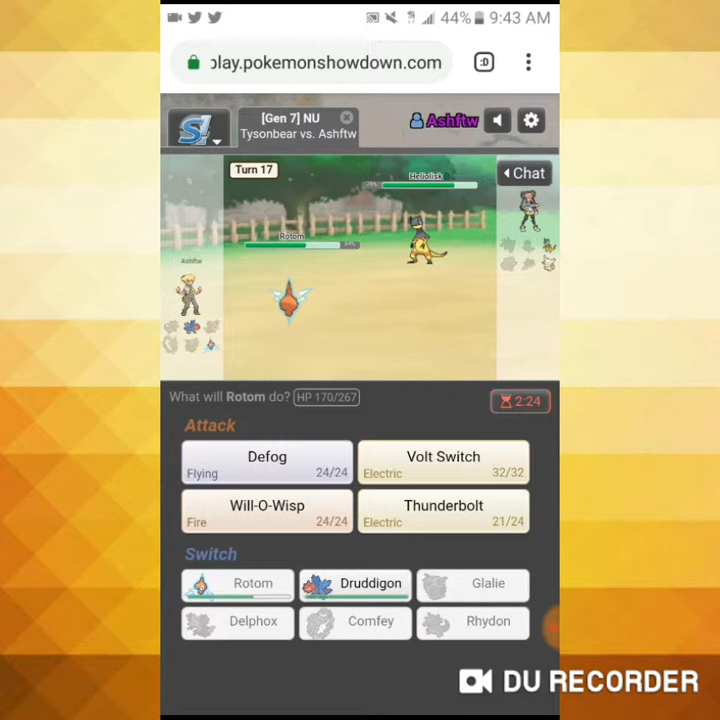 44% 9:43 AM
play.pokemonshowdown.com
:D
[Gen 7] NU
Tysonbear vs. Ashftw
Ashftw
Turn 17
Heliolisk
Chat
Rotom
Ashftw
What will Rotom do? HP 170/267
2:24
Attack
Defog
Flying 24/24
Volt Switch
Electric 32/32
Will-O-Wisp
Fire 24/24
Thunderbolt
Electric 21/24
Switch
Rotom
Druddigon
Glalie
Delphox
Comfey
Rhydon
DU RECORDER